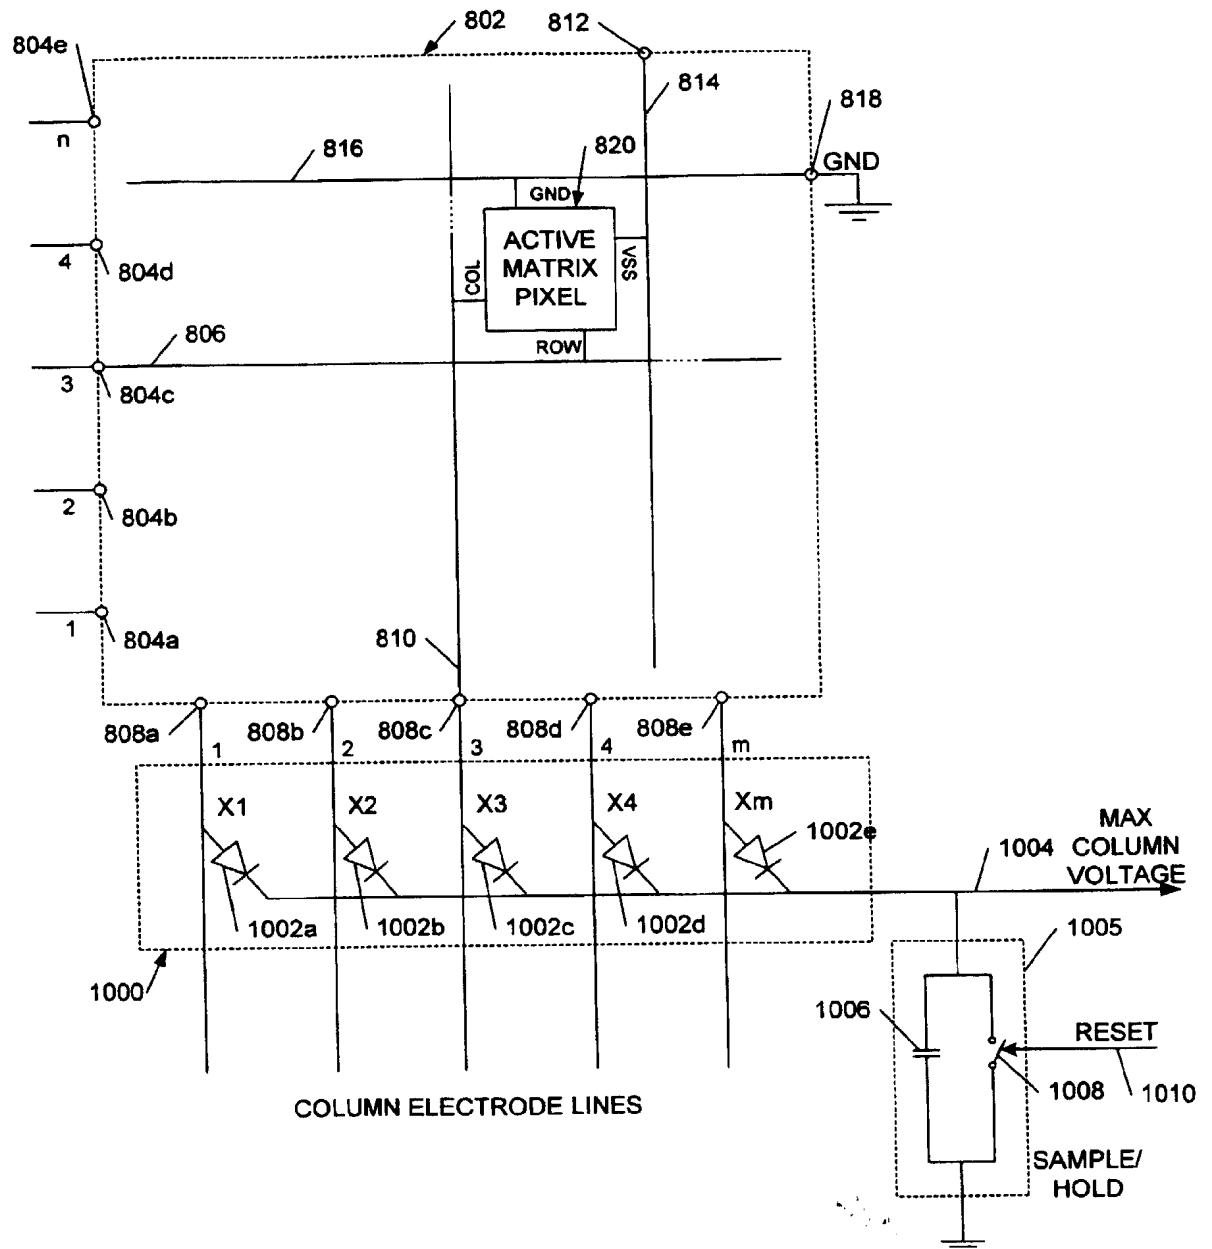 802
812
804e
814
818
n
816
820
GND
GND
ACTIVE
MATRIX
PIXEL
COL
VSS
4
804d
806
ROW
3
804c
2
804b
1
804a
810
808a
808b
808c
808d
808e
1
2
3
4
m
X1
X2
X3
X4
Xm
1002e
MAX
COLUMN
VOLTAGE
1004
1002a
1002b
1002c
1002d
1005
1000
1006
RESET
1008
1010
COLUMN ELECTRODE LINES
SAMPLE/
HOLD